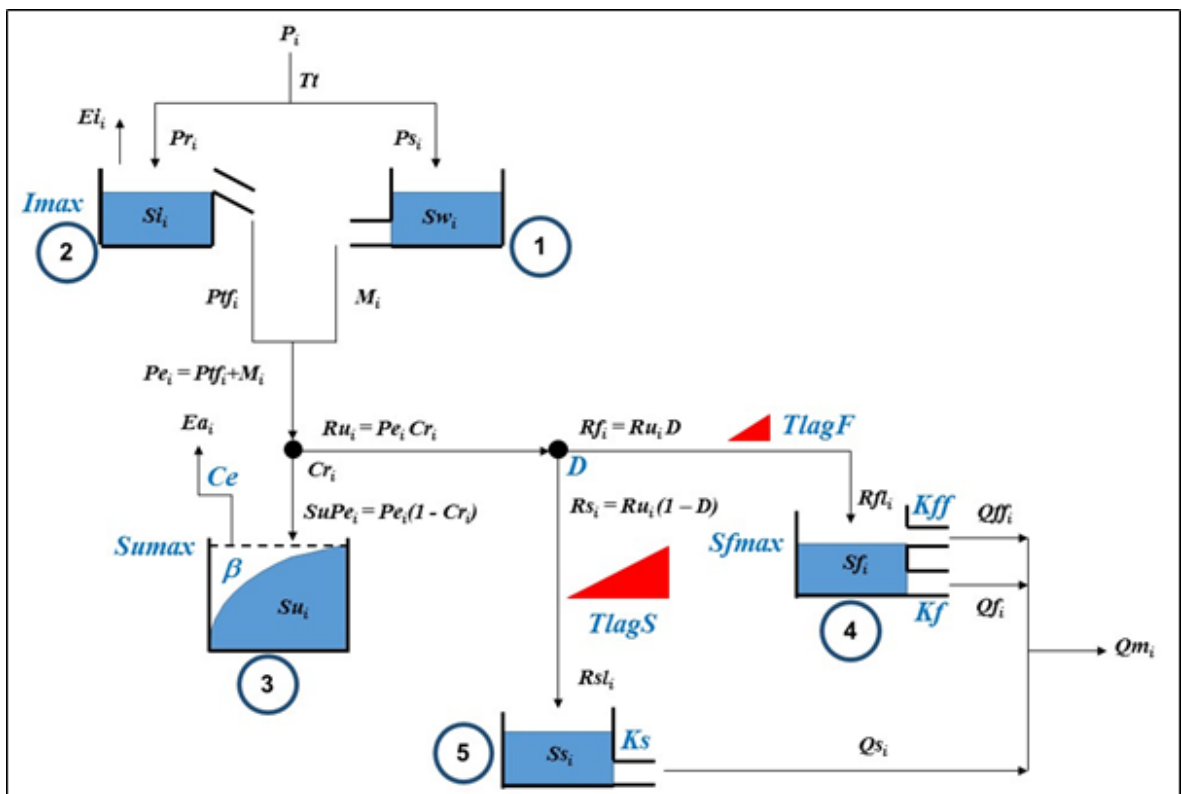 Pi
Tt
Eii
Pri
Psi
Imax
Sii
Swi
2
1
Ptfi
Mi
Pei = Ptfi+Mi
Eai
Rui = Pei Cri
Rfi = Rui D
TlagF
Ce
Cri
D
SuPei = Pei(1 - Cri)
Rsi = Rui (1 – D)
Rfli
Kff
Qffi
Sumax
β
Sfmax
Sfi
Sui
TlagS
Kf
Qfi
4
3
Qmi
Rsli
5
Ssi
Ks
Qsi